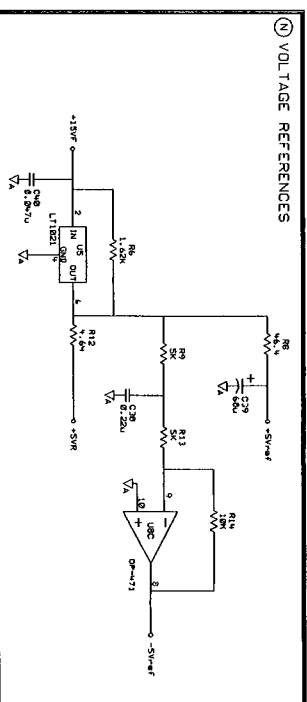 N VOLTAGE REFERENCES
R8
46.4
+5Vref
C39
68u
+
A
R6
1.62K
R9
5K
R13
5K
C38
0.22u
A
R14
10K
9
10
-
+
U8C
8
OP-471
A
-5Vref
+15VF
2
IN
U5
OUT
6
GND
4
LT1021
A
C40
0.047u
A
R12
4.64
+5VR